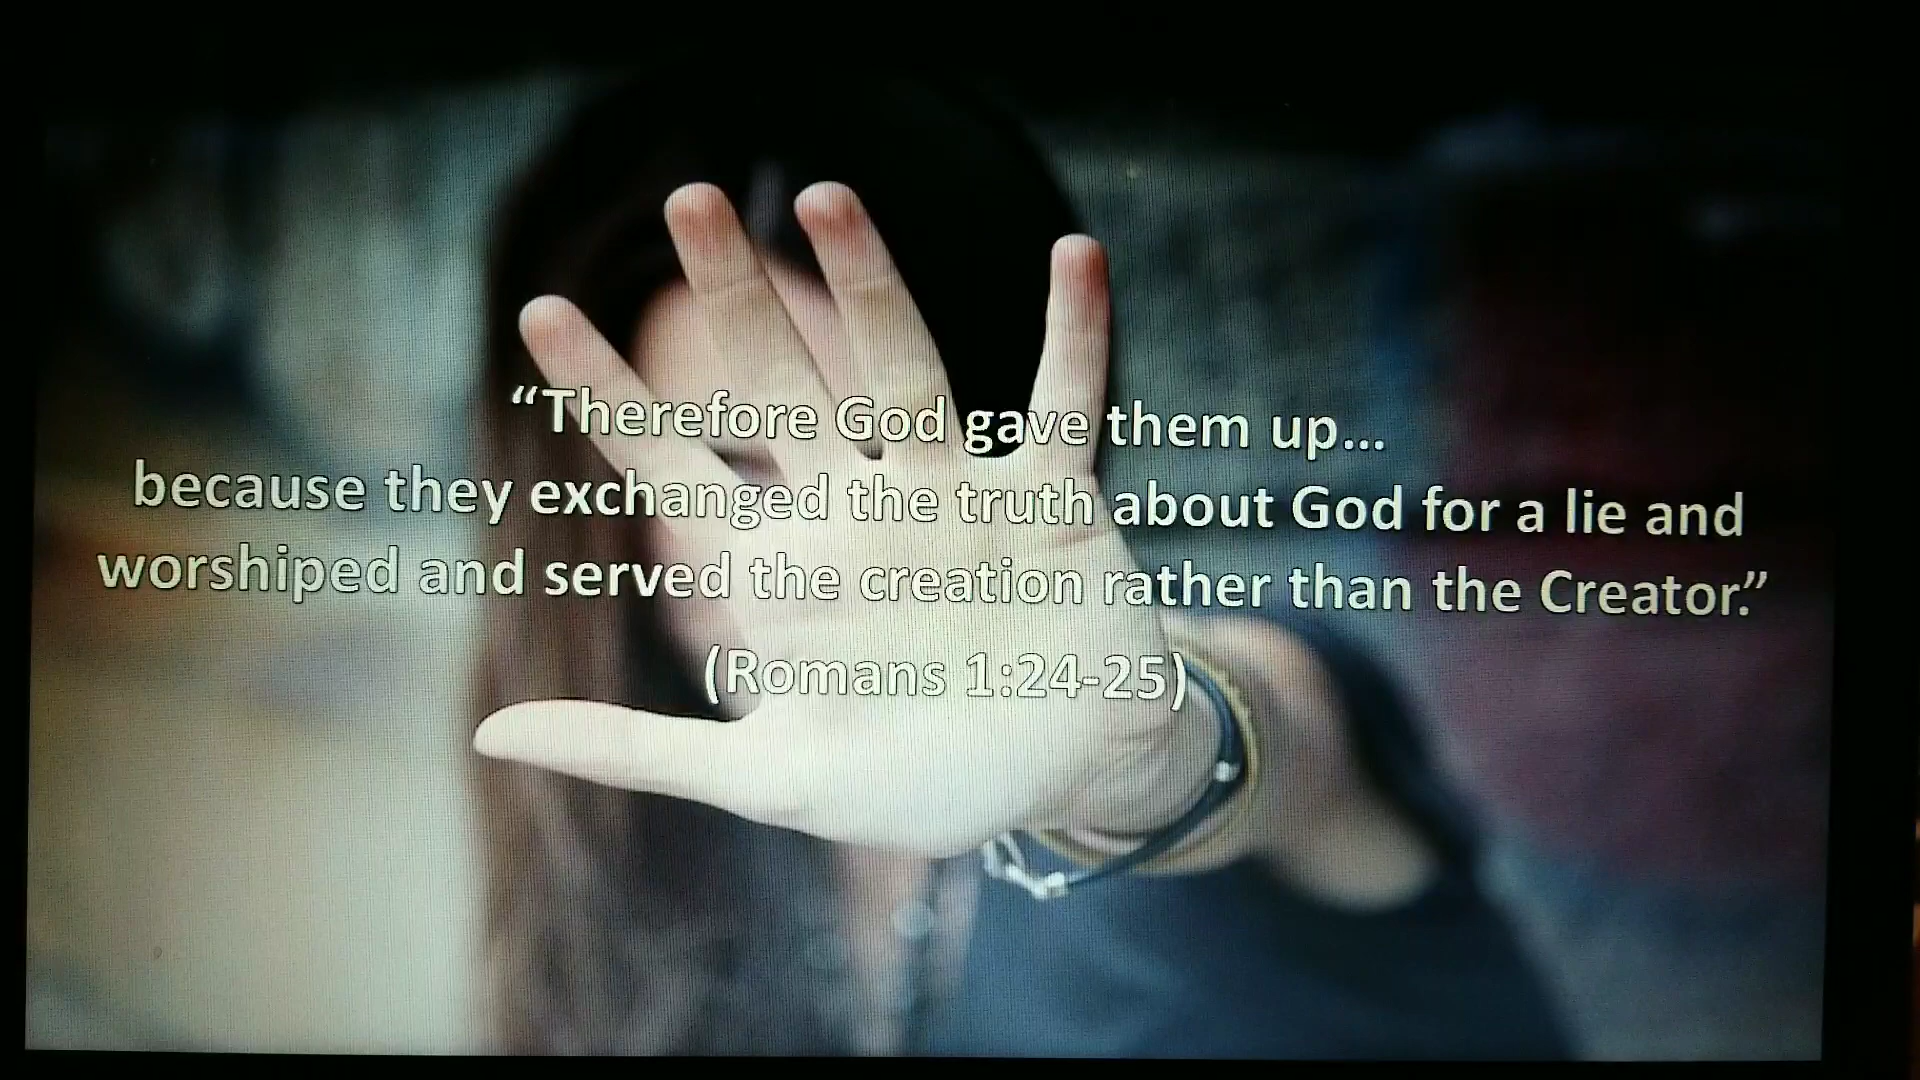 “Therefore God gave them up...
because they exchanged the truth about God for a lie and
worshiped and served the creation rather than the Creator.”
(Romans 1:24-25)